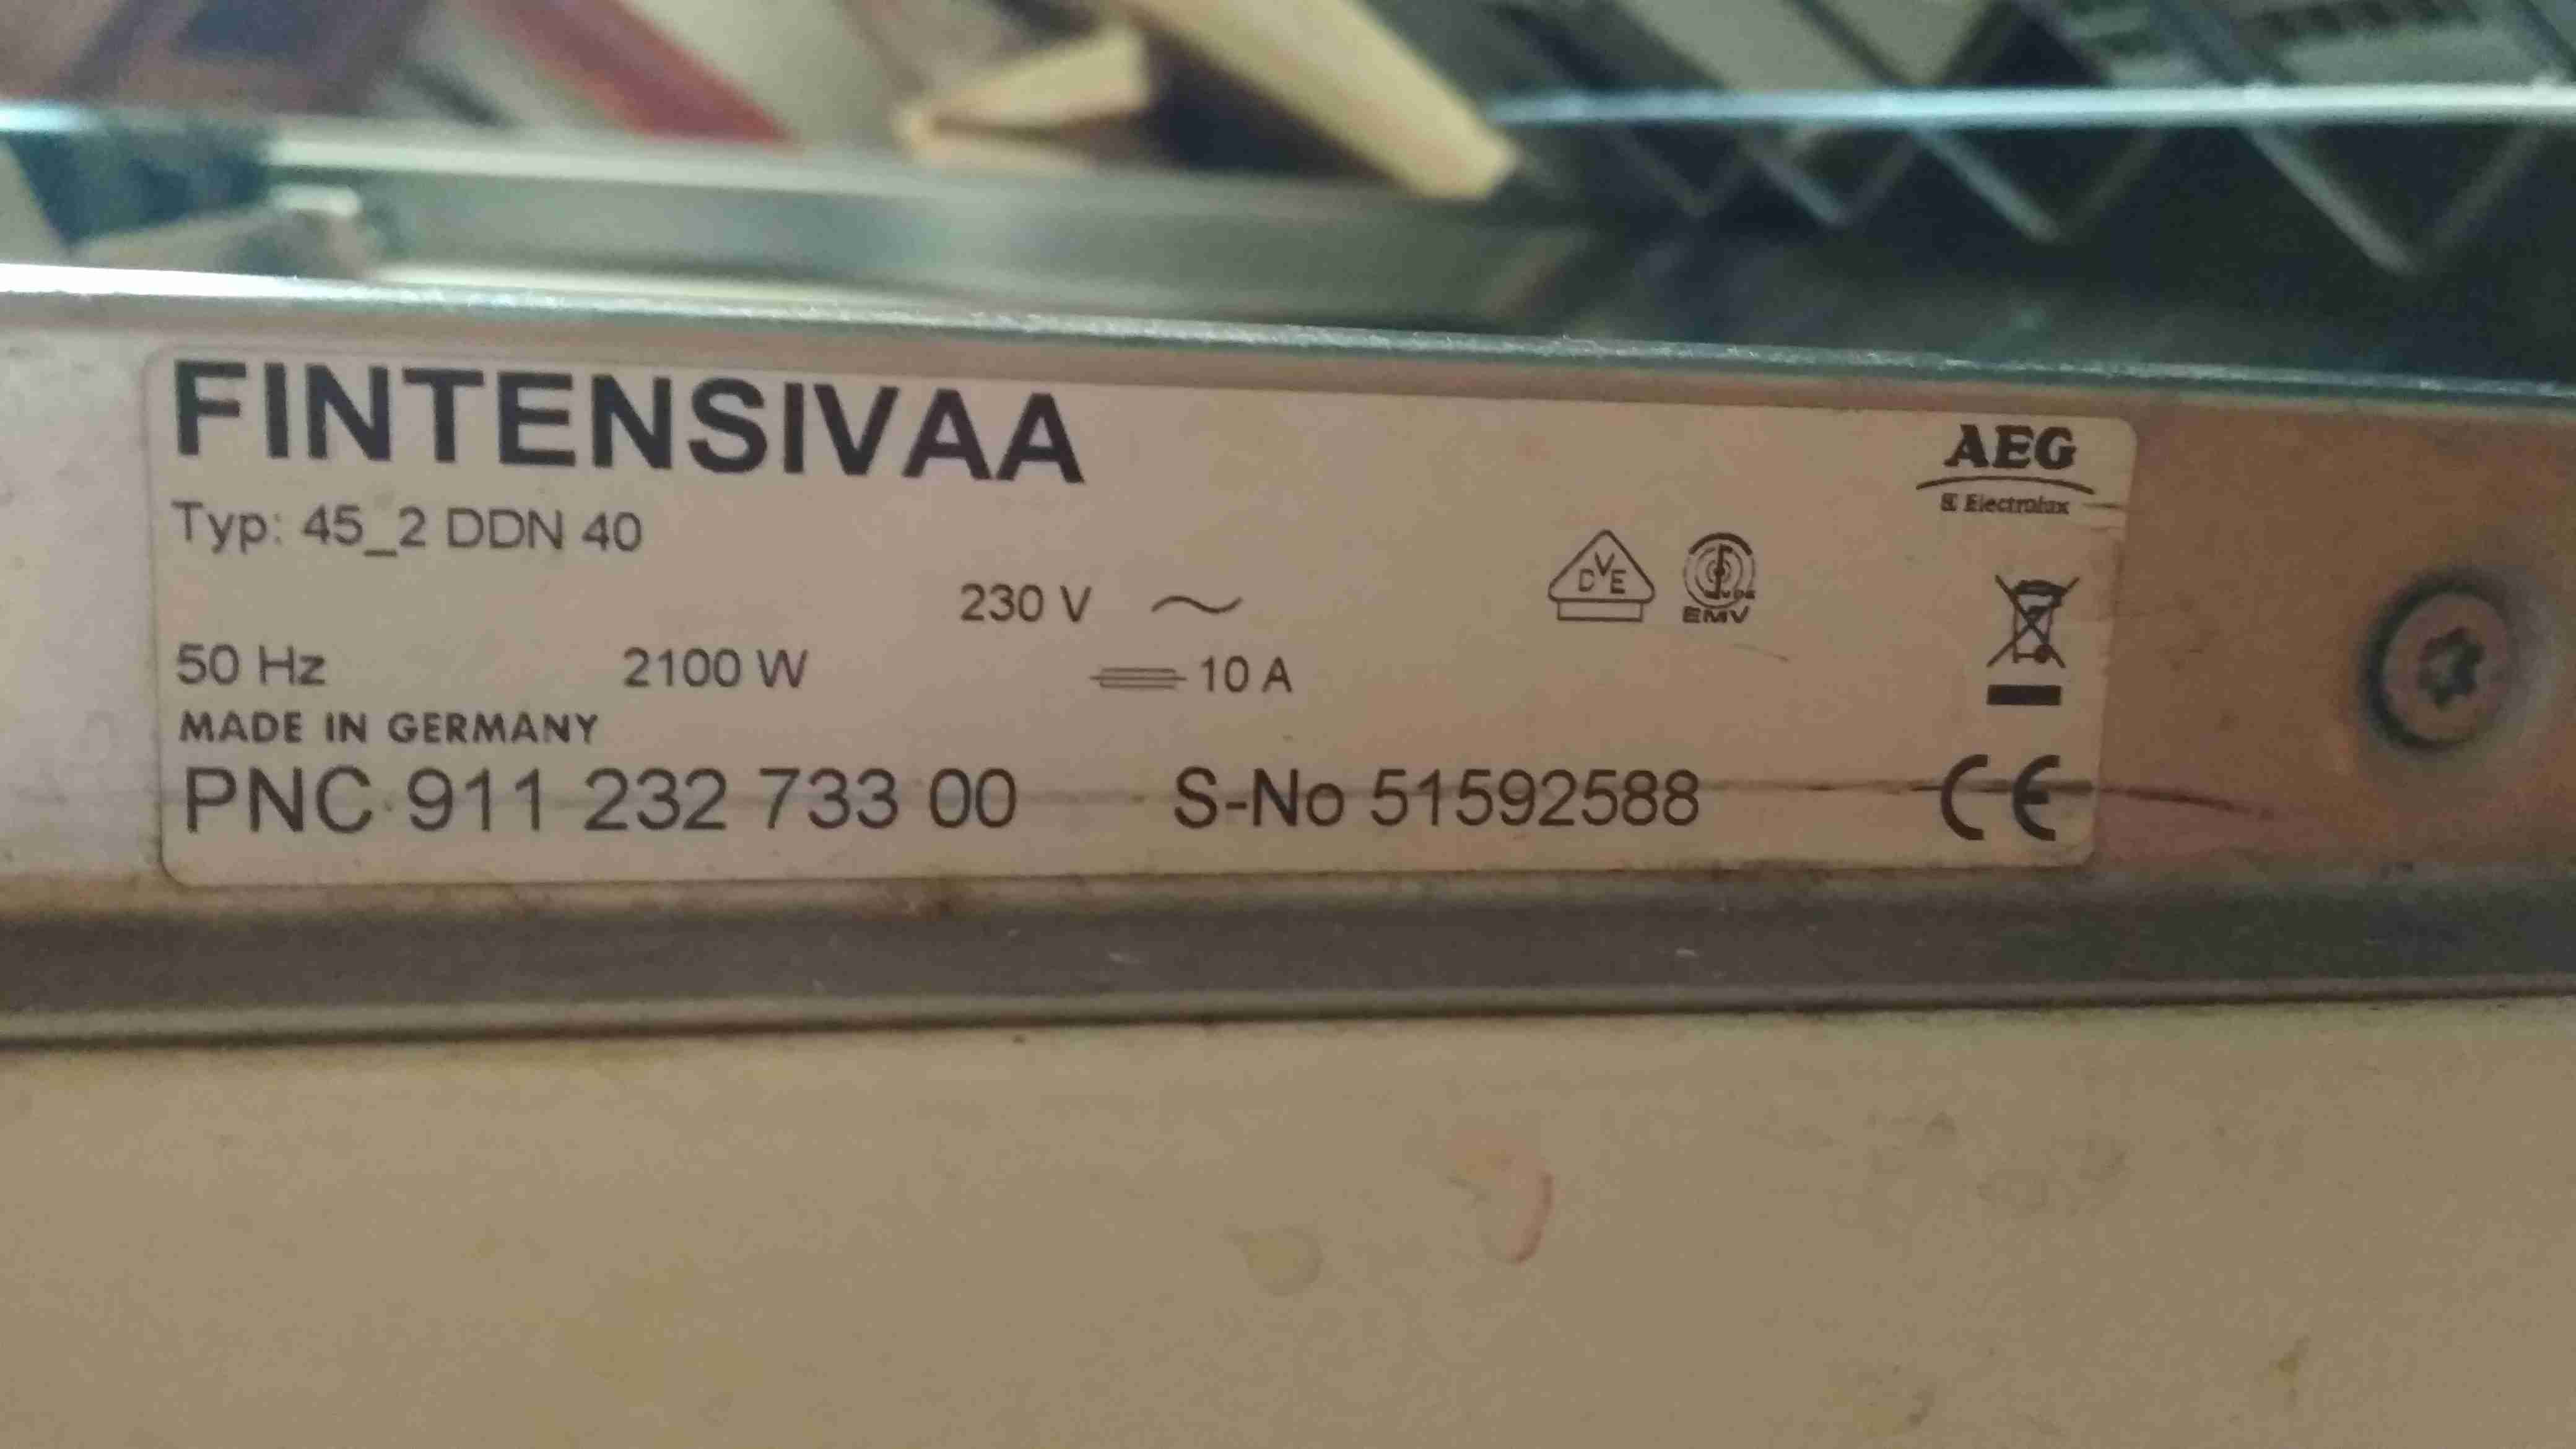 FINTENSIVAA
AEG
& Electrolux
Typ: 45_2 DDN 40
230 V ~
DVE
EMV
50 Hz 2100 W 10 A
MADE IN GERMANY
PNC 911 232 733 00 S-No 51592588
CE